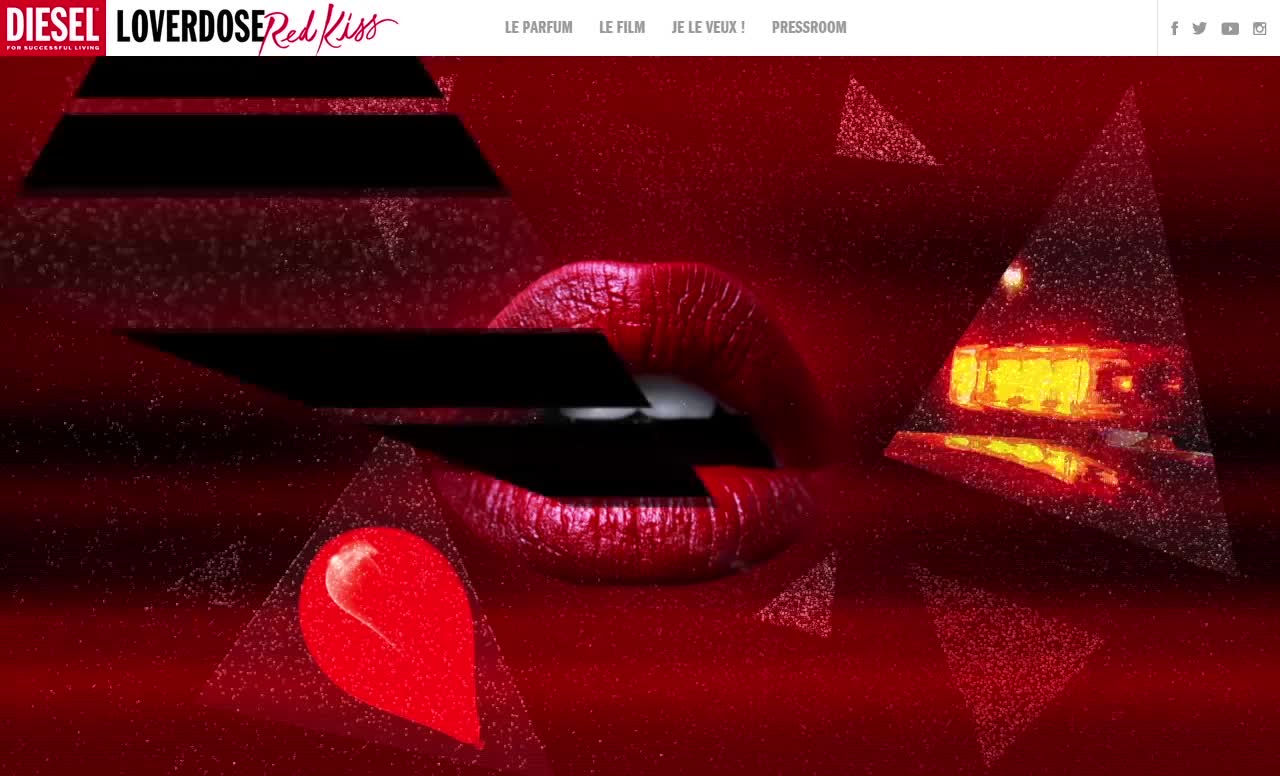 DIESEL
FOR SUCCESSFUL LIVING
LOVERDOSE Red Kiss
LE PARFUM LE FILM JE LE VEUX ! PRESSROOM